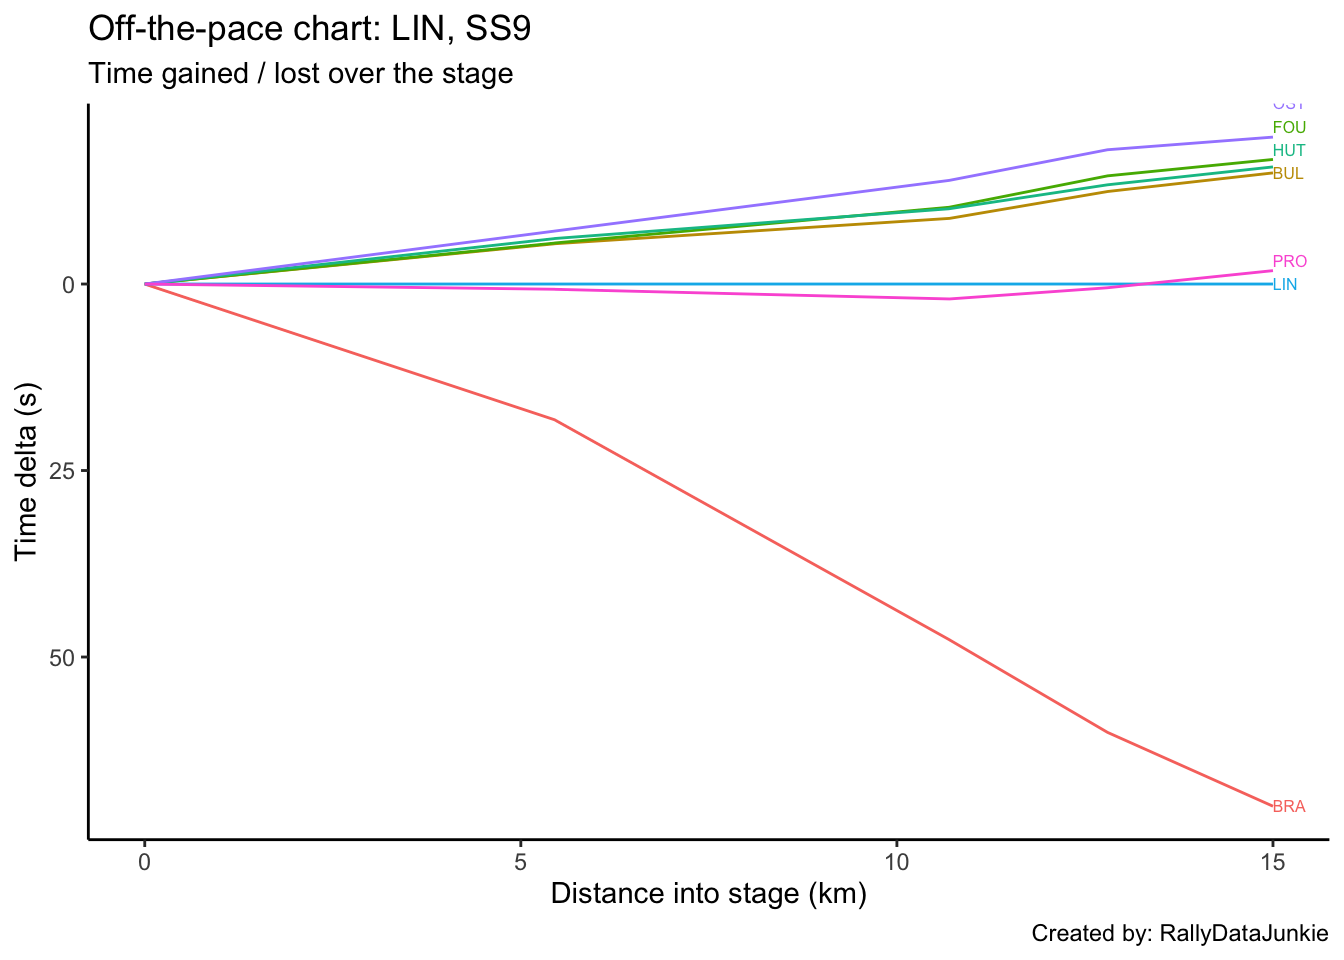 Off-the-pace chart: LIN, SS9
Time gained / lost over the stage
FOU
HUT
BUL
PRO
LIN
BRA
0
25
50
Time delta (s)
0 5 10 15
Distance into stage (km)
Created by: RallyDataJunkie